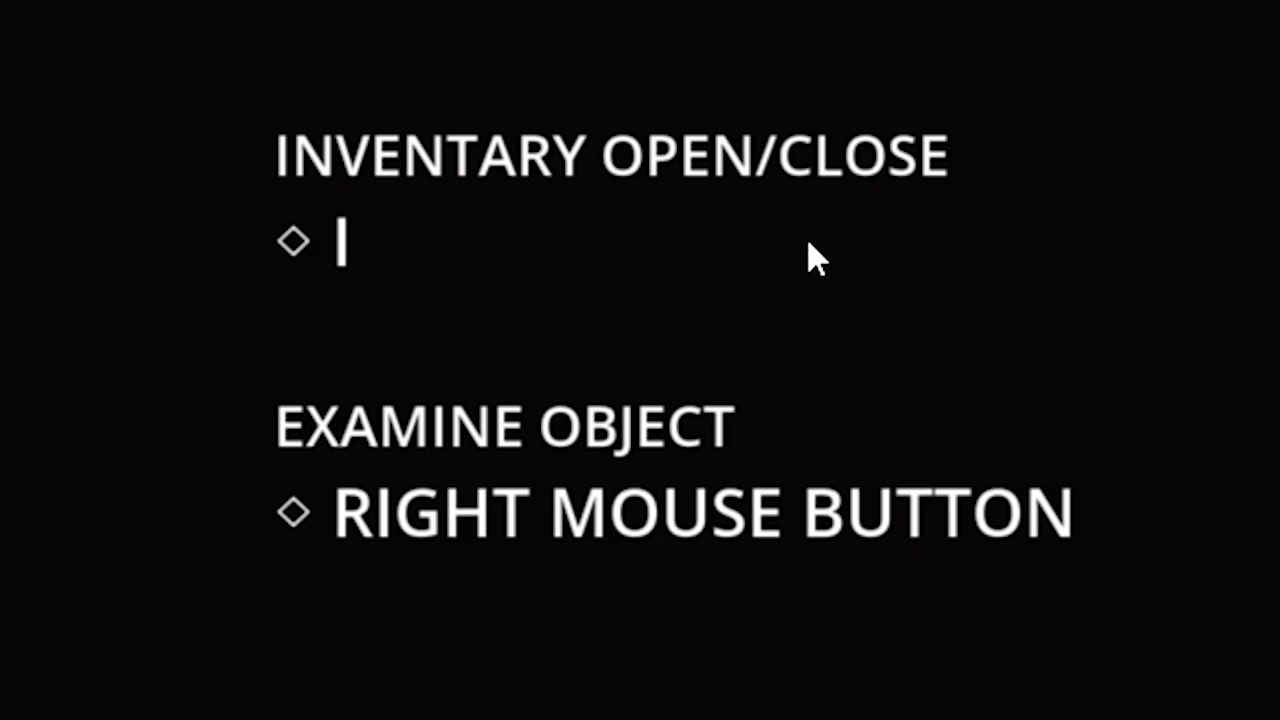 INVENTARY OPEN/CLOSE
◇ I
EXAMINE OBJECT
◇ RIGHT MOUSE BUTTON